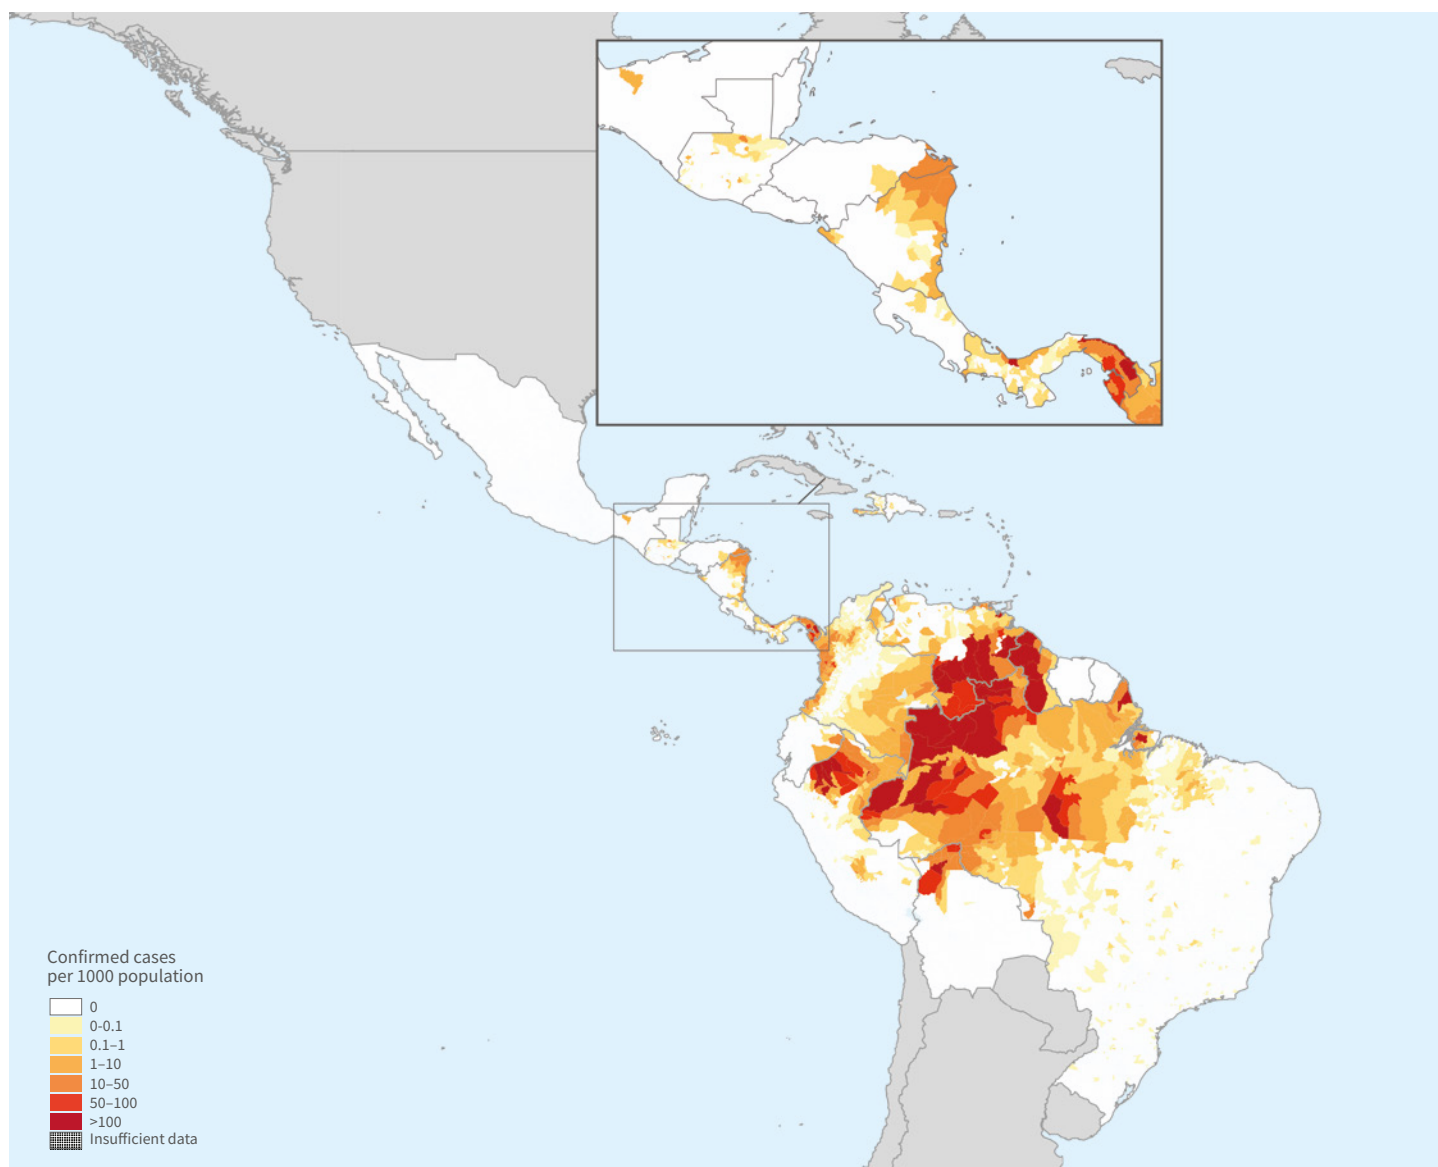 Confirmed cases
per 1000 population
0
0-0.1
0.1–1
1–10
10–50
50–100
>100
Insufficient data